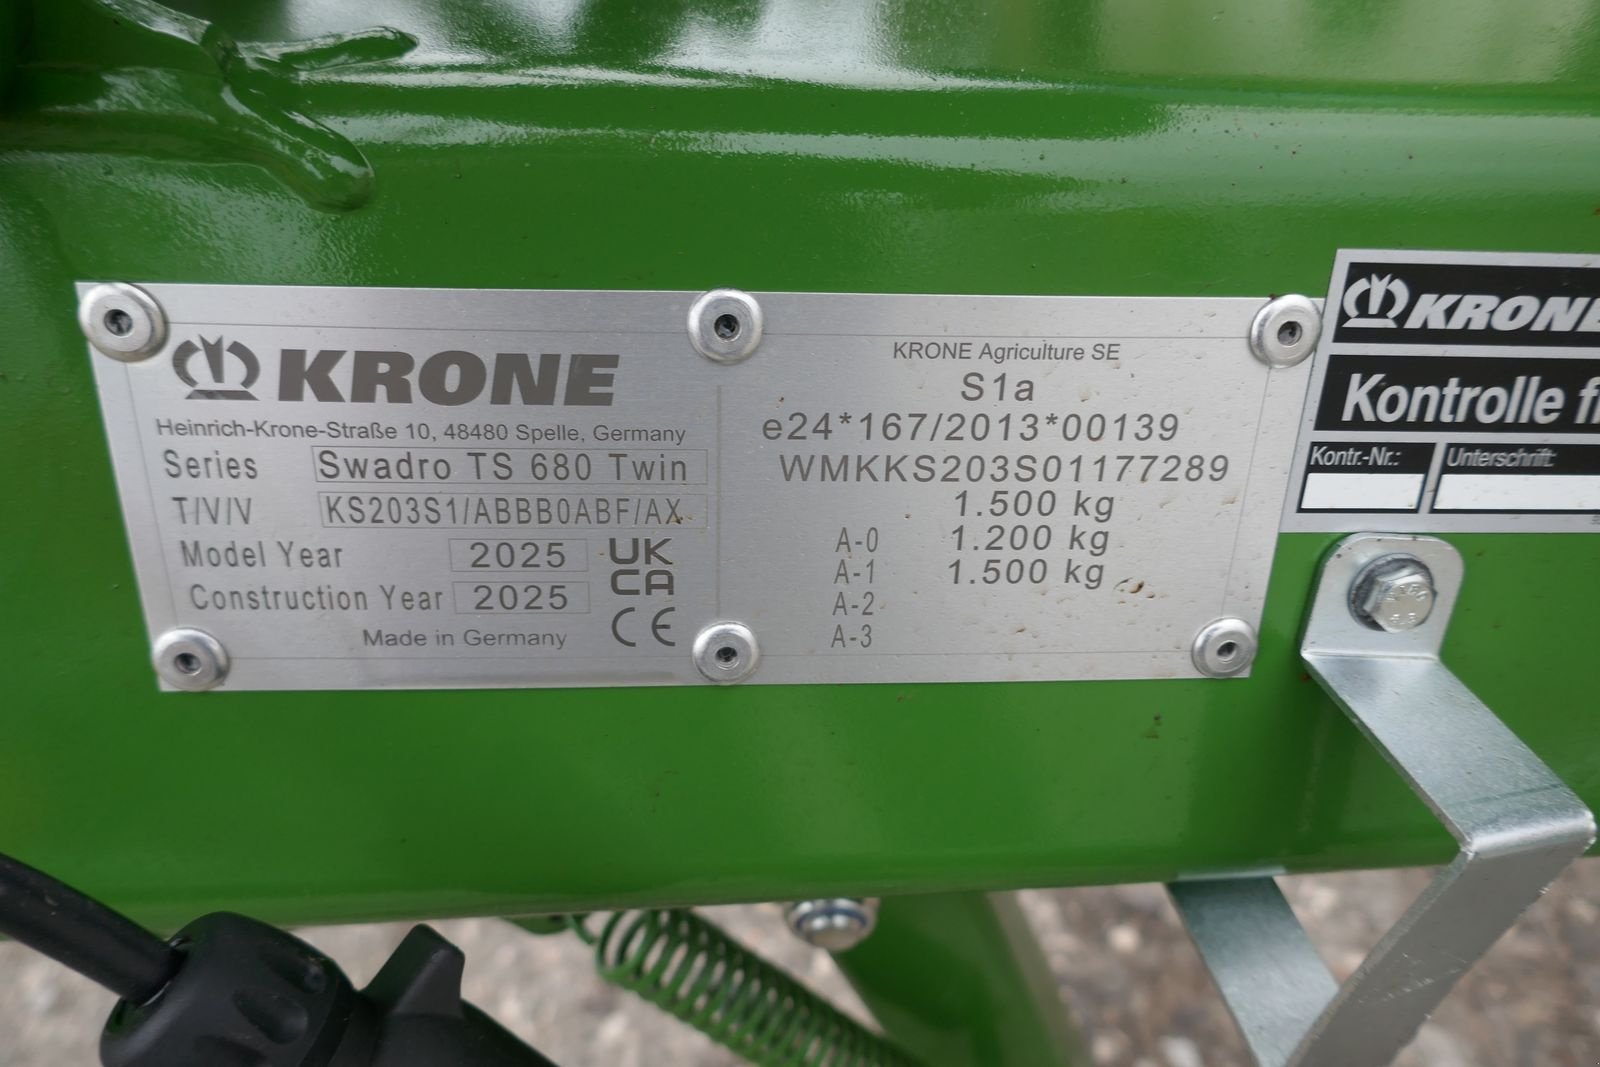 KRONE
Heinrich-Krone-Straße 10, 48480 Spelle, Germany
Series Swadro TS 680 Twin
T/V/V KS203S1/ABBB0ABF/AX
Model Year 2025
Construction Year 2025
UK
CA
CE
Made in Germany
KRONE Agriculture SE
S1a
e24*167/2013*00139
WMKKS203S01177289
1.500 kg
A-0 1.200 kg
A-1 1.500 kg
A-2
A-3
KRONE
Kontrolle
Kontr.-Nr.: Unterschrift: